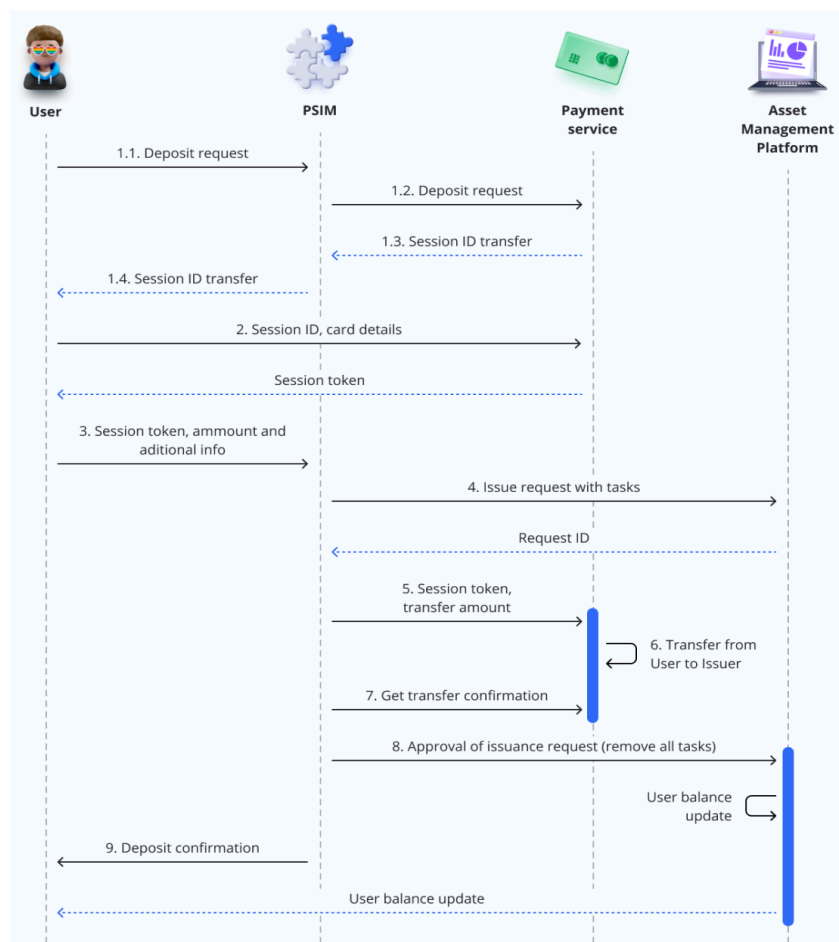 User
PSIM
Payment
service
Asset
Management
Platform
1.1. Deposit request
1.2. Deposit request
1.3. Session ID transfer
1.4. Session ID transfer
2. Session ID, card details
Session token
3. Session token, ammount and
aditional info
4. Issue request with tasks
Request ID
5. Session token,
transfer amount
6. Transfer from
User to Issuer
7. Get transfer confirmation
8. Approval of issuance request (remove all tasks)
User balance
update
9. Deposit confirmation
User balance update